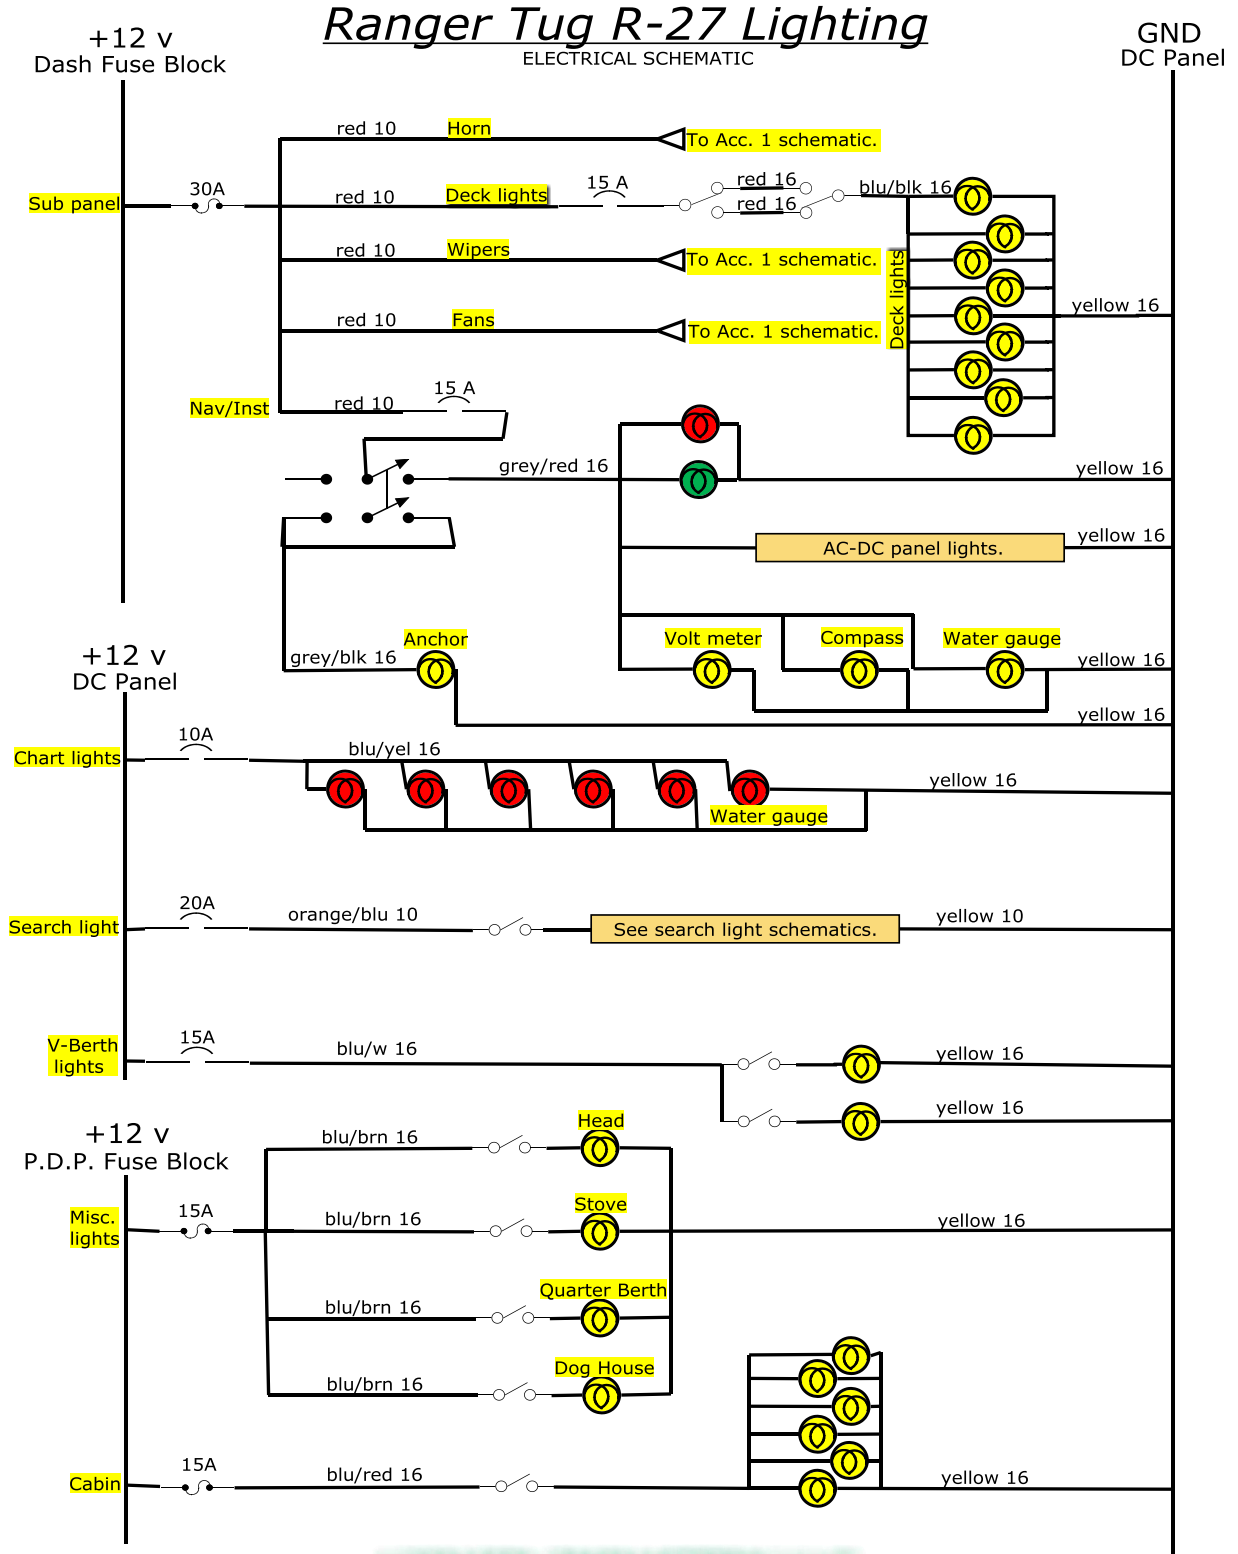 Ranger Tug R-27 Lighting
ELECTRICAL SCHEMATIC
+12 v
Dash Fuse Block
GND
DC Panel
red 10
Horn
To Acc. 1 schematic.
Sub panel
30A
red 10
Deck lights
15 A
red 16
red 16
blu/blk 16
red 10
Wipers
To Acc. 1 schematic.
Deck lights
yellow 16
red 10
Fans
To Acc. 1 schematic.
Nav/Inst
red 10
15 A
grey/red 16
yellow 16
AC-DC panel lights.
yellow 16
+12 v
DC Panel
Anchor
grey/blk 16
Volt meter
Compass
Water gauge
yellow 16
yellow 16
Chart lights
10A
blu/yel 16
yellow 16
Water gauge
Search light
20A
orange/blu 10
See search light schematics.
yellow 10
V-Berth
lights
15A
blu/w 16
yellow 16
yellow 16
+12 v
P.D.P. Fuse Block
blu/brn 16
Head
Misc.
lights
15A
blu/brn 16
Stove
yellow 16
blu/brn 16
Quarter Berth
blu/brn 16
Dog House
Cabin
15A
blu/red 16
yellow 16